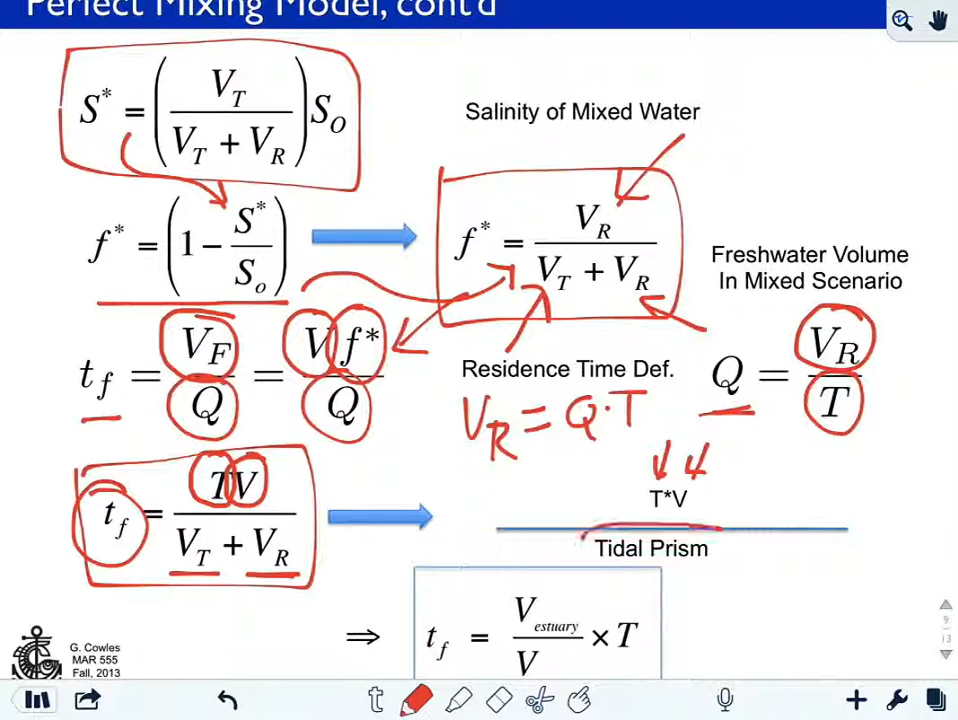 Perfect Mixing Model, cont'd
S* = (V_T / (V_T + V_R)) S_O
Salinity of Mixed Water
f* = (1 − S* / S_o)
f* = V_R / (V_T + V_R)
Freshwater Volume
In Mixed Scenario
t_f = V_F / Q = V f* / Q
Residence Time Def.
Q = V_R / T
V_R = Q·T
t_f = TV / (V_T + V_R)
T*V
Tidal Prism
⇒ t_f = V_estuary / V × T
G. Cowles
MAR 555
Fall, 2013
9
13
t